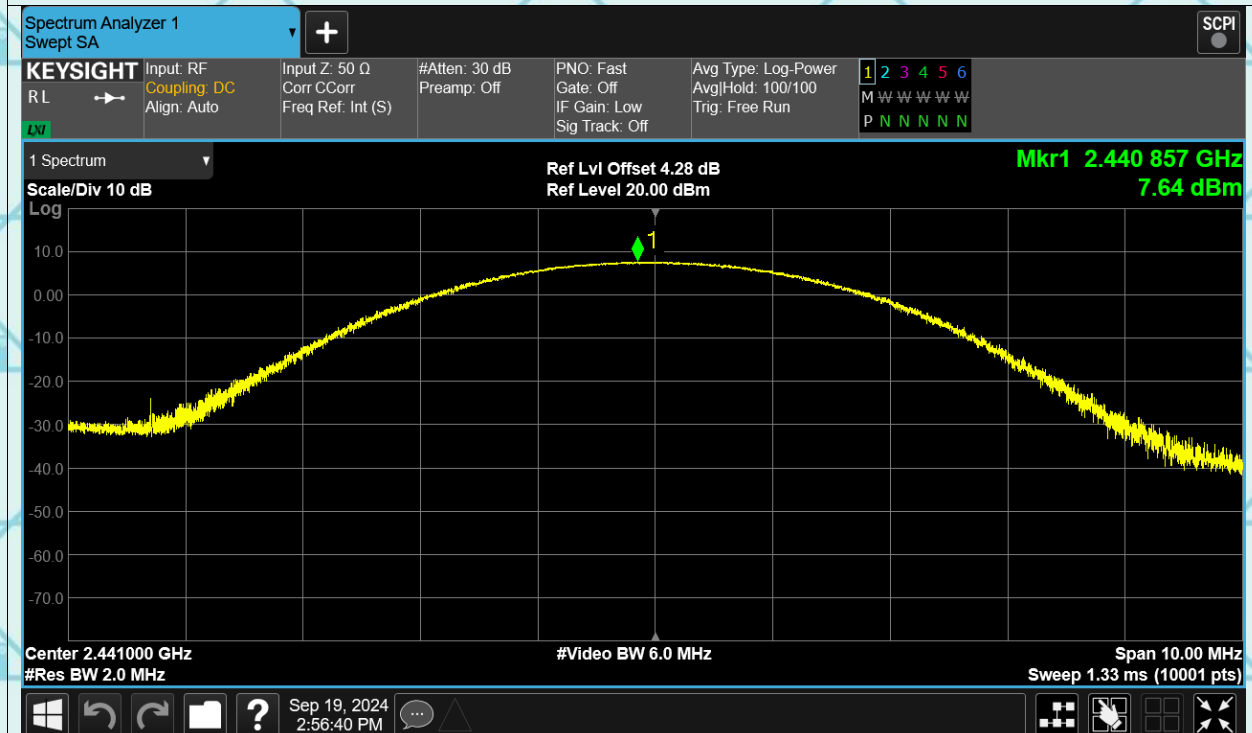 Spectrum Analyzer 1
Swept SA
SCPI
KEYSIGHT
R L
LXI
Input: RF
Coupling: DC
Align: Auto
Input Z: 50 Ω
Corr CCorr
Freq Ref: Int (S)
#Atten: 30 dB
Preamp: Off
PNO: Fast
Gate: Off
IF Gain: Low
Sig Track: Off
Avg Type: Log-Power
Avg|Hold: 100/100
Trig: Free Run
1 2 3 4 5 6
M W W W W W W
P N N N N N N
1 Spectrum
Scale/Div 10 dB
Log
Ref Lvl Offset 4.28 dB
Ref Level 20.00 dBm
Mkr1 2.440 857 GHz
7.64 dBm
1
10.0
0.00
-10.0
-20.0
-30.0
-40.0
-50.0
-60.0
-70.0
Center 2.441000 GHz
#Res BW 2.0 MHz
#Video BW 6.0 MHz
Span 10.00 MHz
Sweep 1.33 ms (10001 pts)
?
Sep 19, 2024
2:56:40 PM